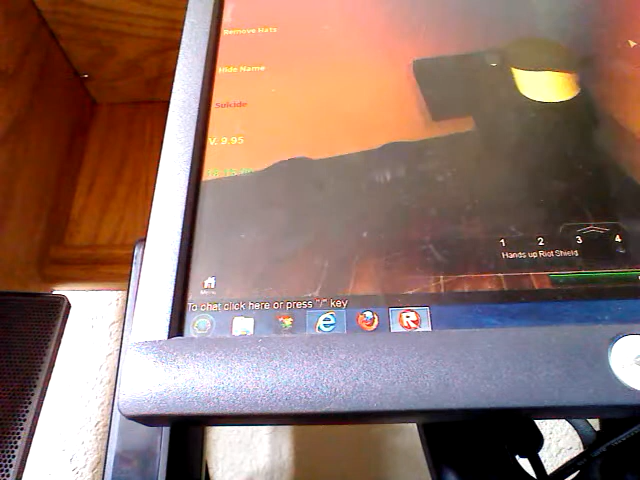 Remove Hats
Hide Name
Suicide
V. 9.95
1 2 3 4
Hands up Riot Shield
Menu
To chat click here or press "/" key